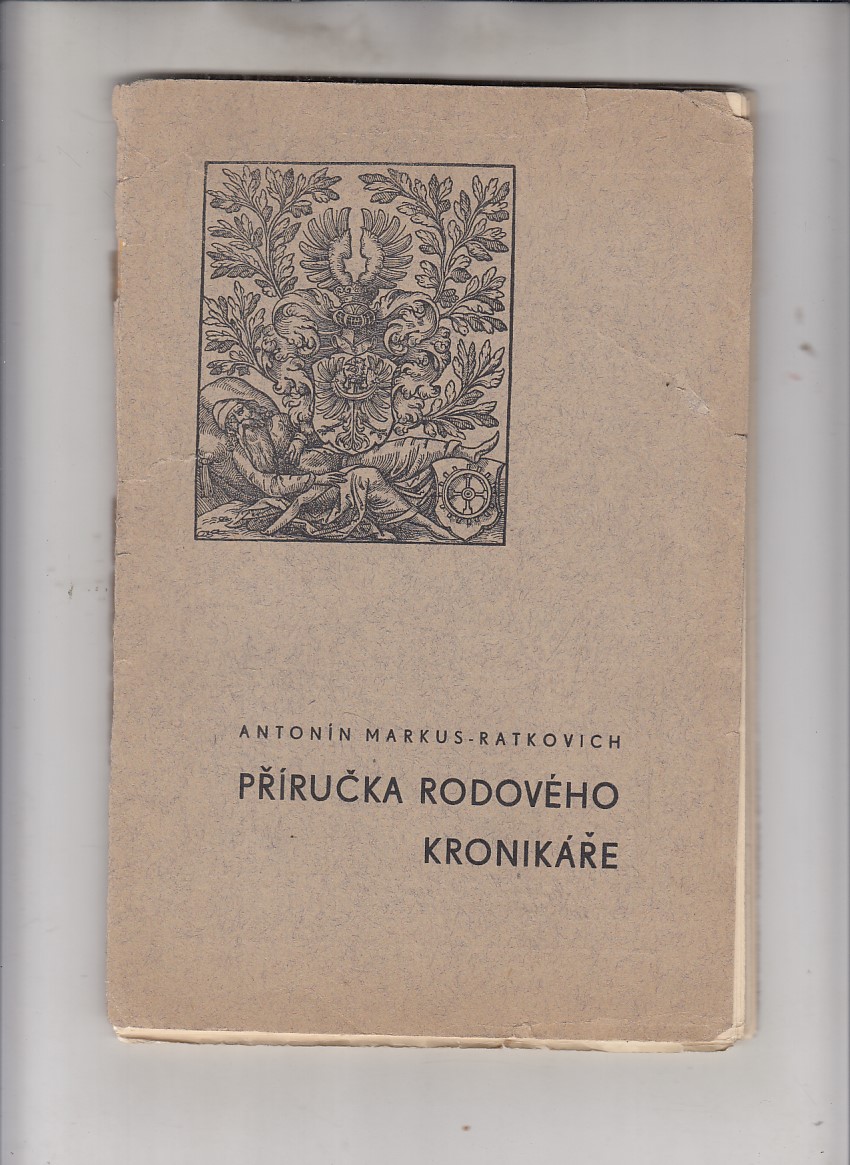 ANTONÍN MARKUS-RATKOVICH
PŘÍRUČKA RODOVÉHO
KRONIKÁŘE